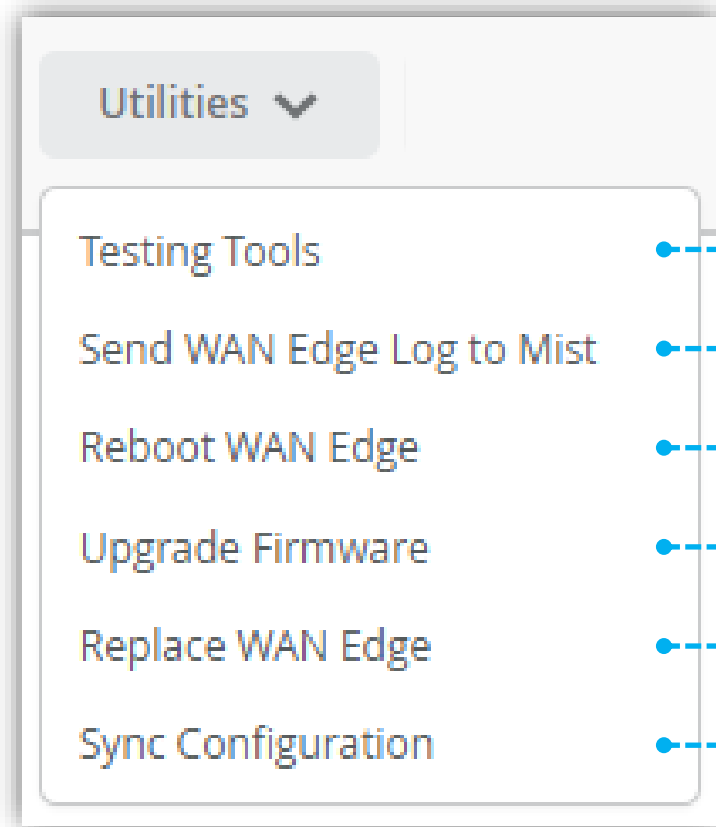 Utilities
Testing Tools
Send WAN Edge Log to Mist
Reboot WAN Edge
Upgrade Firmware
Replace WAN Edge
Sync Configuration